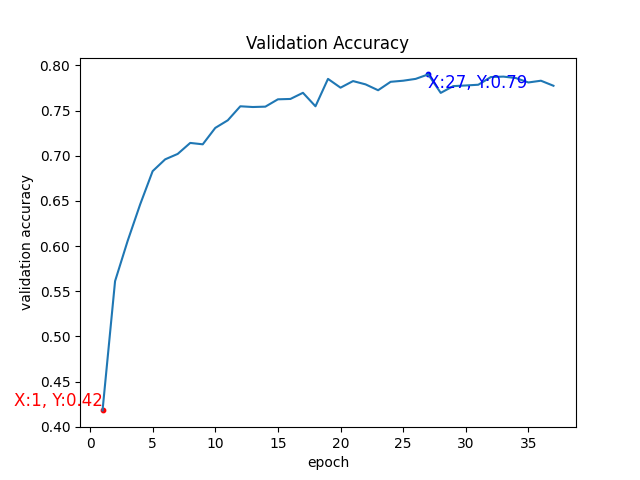 Validation Accuracy
validation accuracy
0.80
0.75
0.70
0.65
0.60
0.55
0.50
0.45
0.40
X:27, Y:0.79
X:1, Y:0.42
0 5 10 15 20 25 30 35
epoch